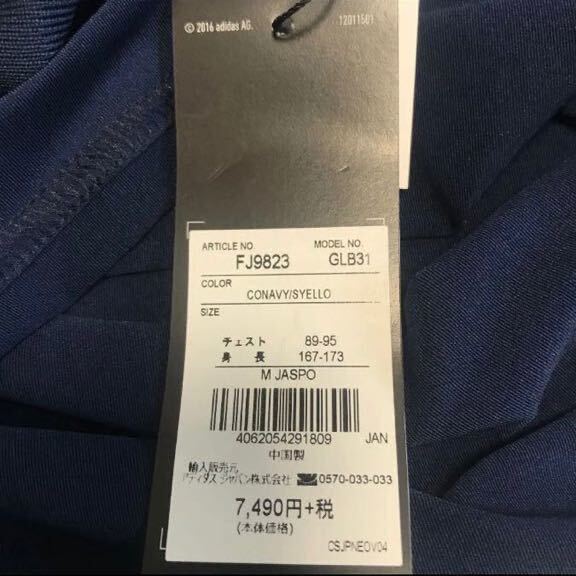 © 2016 adidas AG.
12011501
ARTICLE NO.
MODEL NO.
FJ9823
GLB31
COLOR
CONAVY/SYELLO
SIZE
チェスト 89-95
身長 167-173
M JASPO
4062054291809 JAN
中国製
輸入販売元
アディダス ジャパン株式会社 0570-033-033
7,490円+税
(本体価格)
CSJPNEOV04